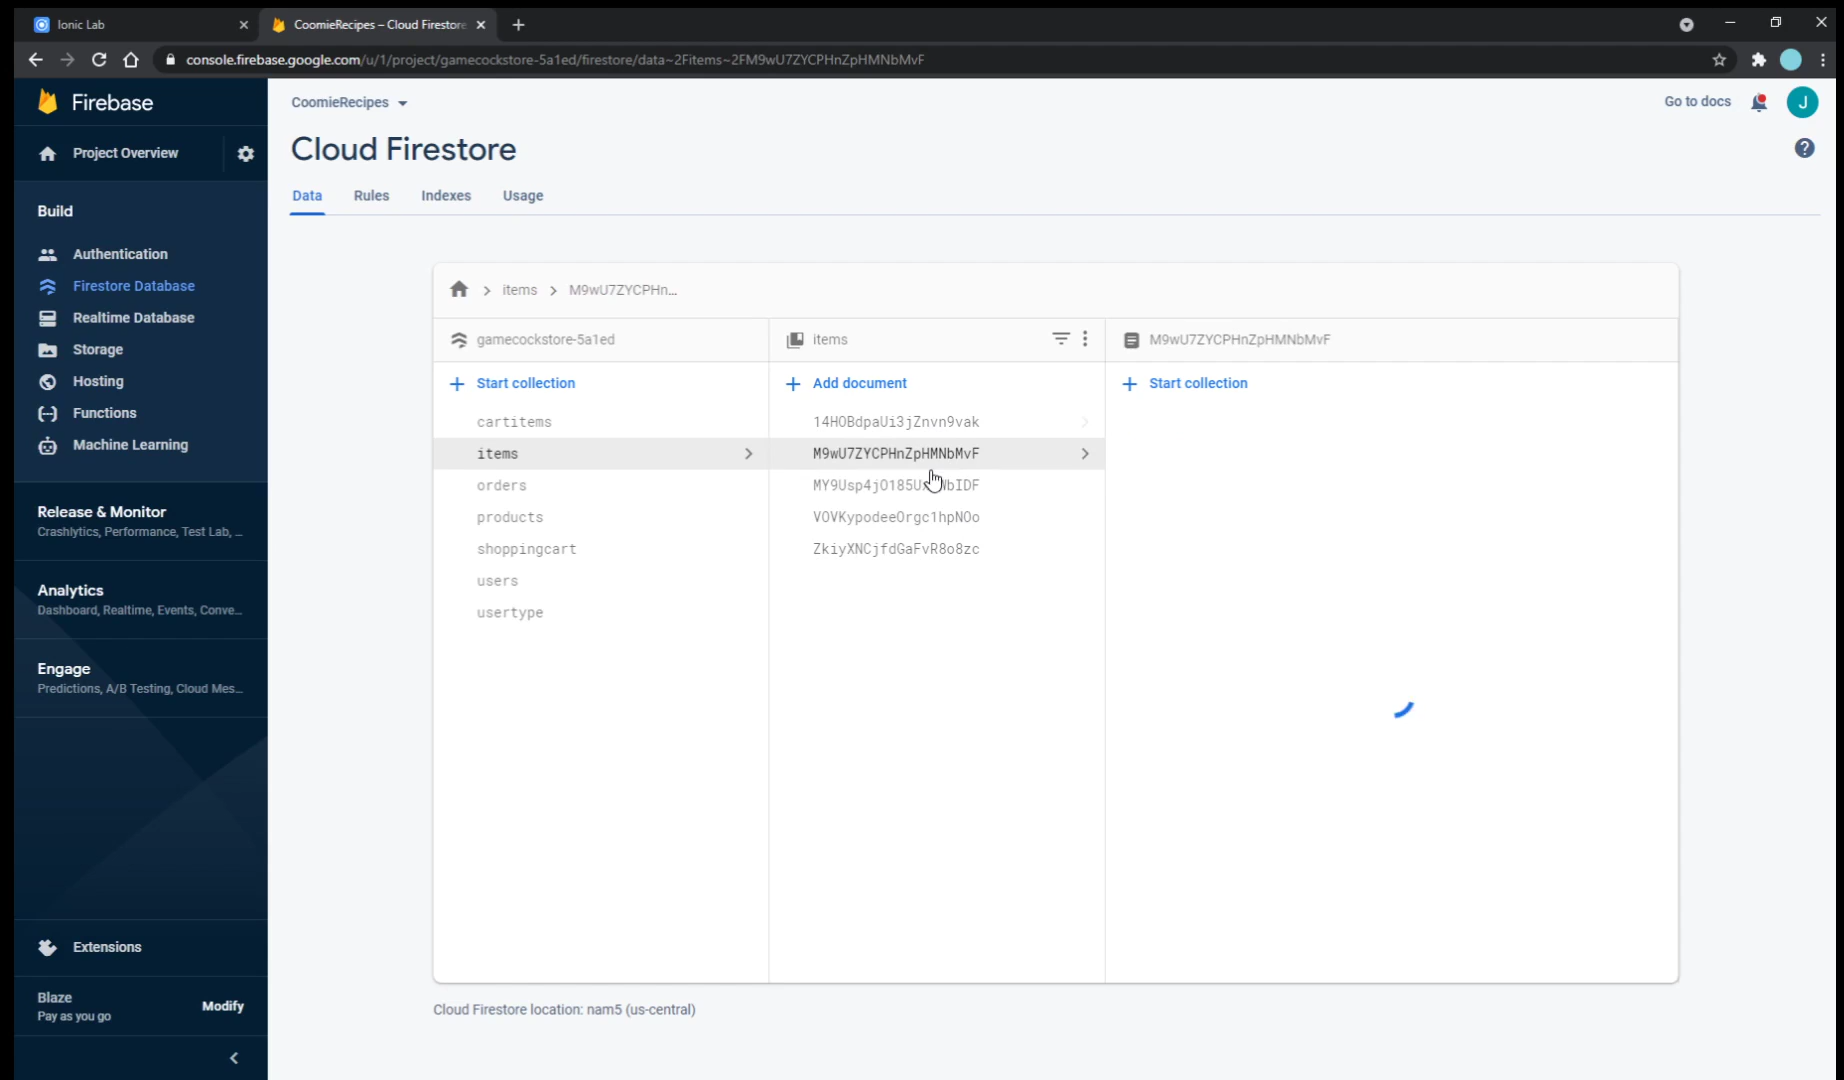 Ionic Lab
CoomieRecipes – Cloud Firestore
console.firebase.google.com/u/1/project/gamecockstore-5a1ed/firestore/data~2Fitems~2FM9wU7ZYCPHnZpHMNbMvF
Firebase
CoomieRecipes
Go to docs
J
Project Overview
Cloud Firestore
?
Data Rules Indexes Usage
Build
Authentication
Firestore Database
Realtime Database
Storage
Hosting
Functions
Machine Learning
Release & Monitor
Crashlytics, Performance, Test Lab, ...
Analytics
Dashboard, Realtime, Events, Conve...
Engage
Predictions, A/B Testing, Cloud Mes...
Extensions
Blaze
Pay as you go
Modify
items > M9wU7ZYCPHn...
gamecockstore-5a1ed
+ Start collection
cartitems
items
orders
products
shoppingcart
users
usertype
items
+ Add document
14HOBdpaUi3jZnvn9vak
M9wU7ZYCPHnZpHMNbMvF
VOVKypodeeOrgc1hpNOo
ZkiyXNCjfdGaFvR8o8zc
M9wU7ZYCPHnZpHMNbMvF
+ Start collection
Cloud Firestore location: nam5 (us-central)